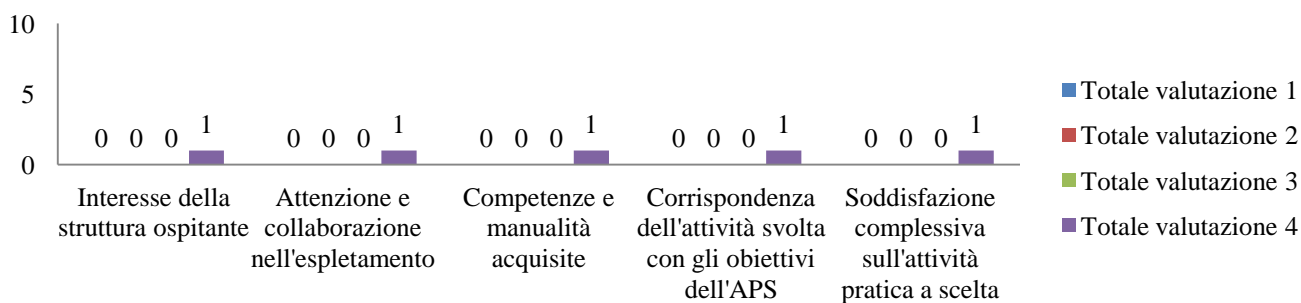 10
5
0
0 0 0 1 0 0 0 1 0 0 0 1 0 0 0 1 0 0 0 1
Interesse della
struttura ospitante
Attenzione e
collaborazione
nell'espletamento
Competenze e
manualità
acquisite
Corrispondenza
dell'attività svolta
con gli obiettivi
dell'APS
Soddisfazione
complessiva
sull'attività
pratica a scelta
Totale valutazione 1
Totale valutazione 2
Totale valutazione 3
Totale valutazione 4